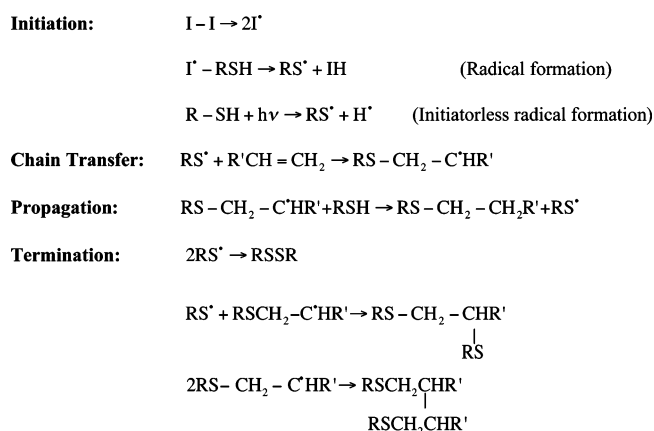 Initiation: I – I → 2I•
I• – RSH → RS• + IH (Radical formation)
R – SH + hν → RS• + H• (Initiatorless radical formation)
Chain Transfer: RS• + R'CH = CH₂ → RS – CH₂ – C•HR'
Propagation: RS – CH₂ – C•HR'+RSH → RS – CH₂ – CH₂R'+RS•
Termination: 2RS• → RSSR
RS• + RSCH₂–C•HR' → RS – CH₂ – CHR'
RS
2RS– CH₂ – C•HR' → RSCH₂CHR'
RSCH₂CHR'